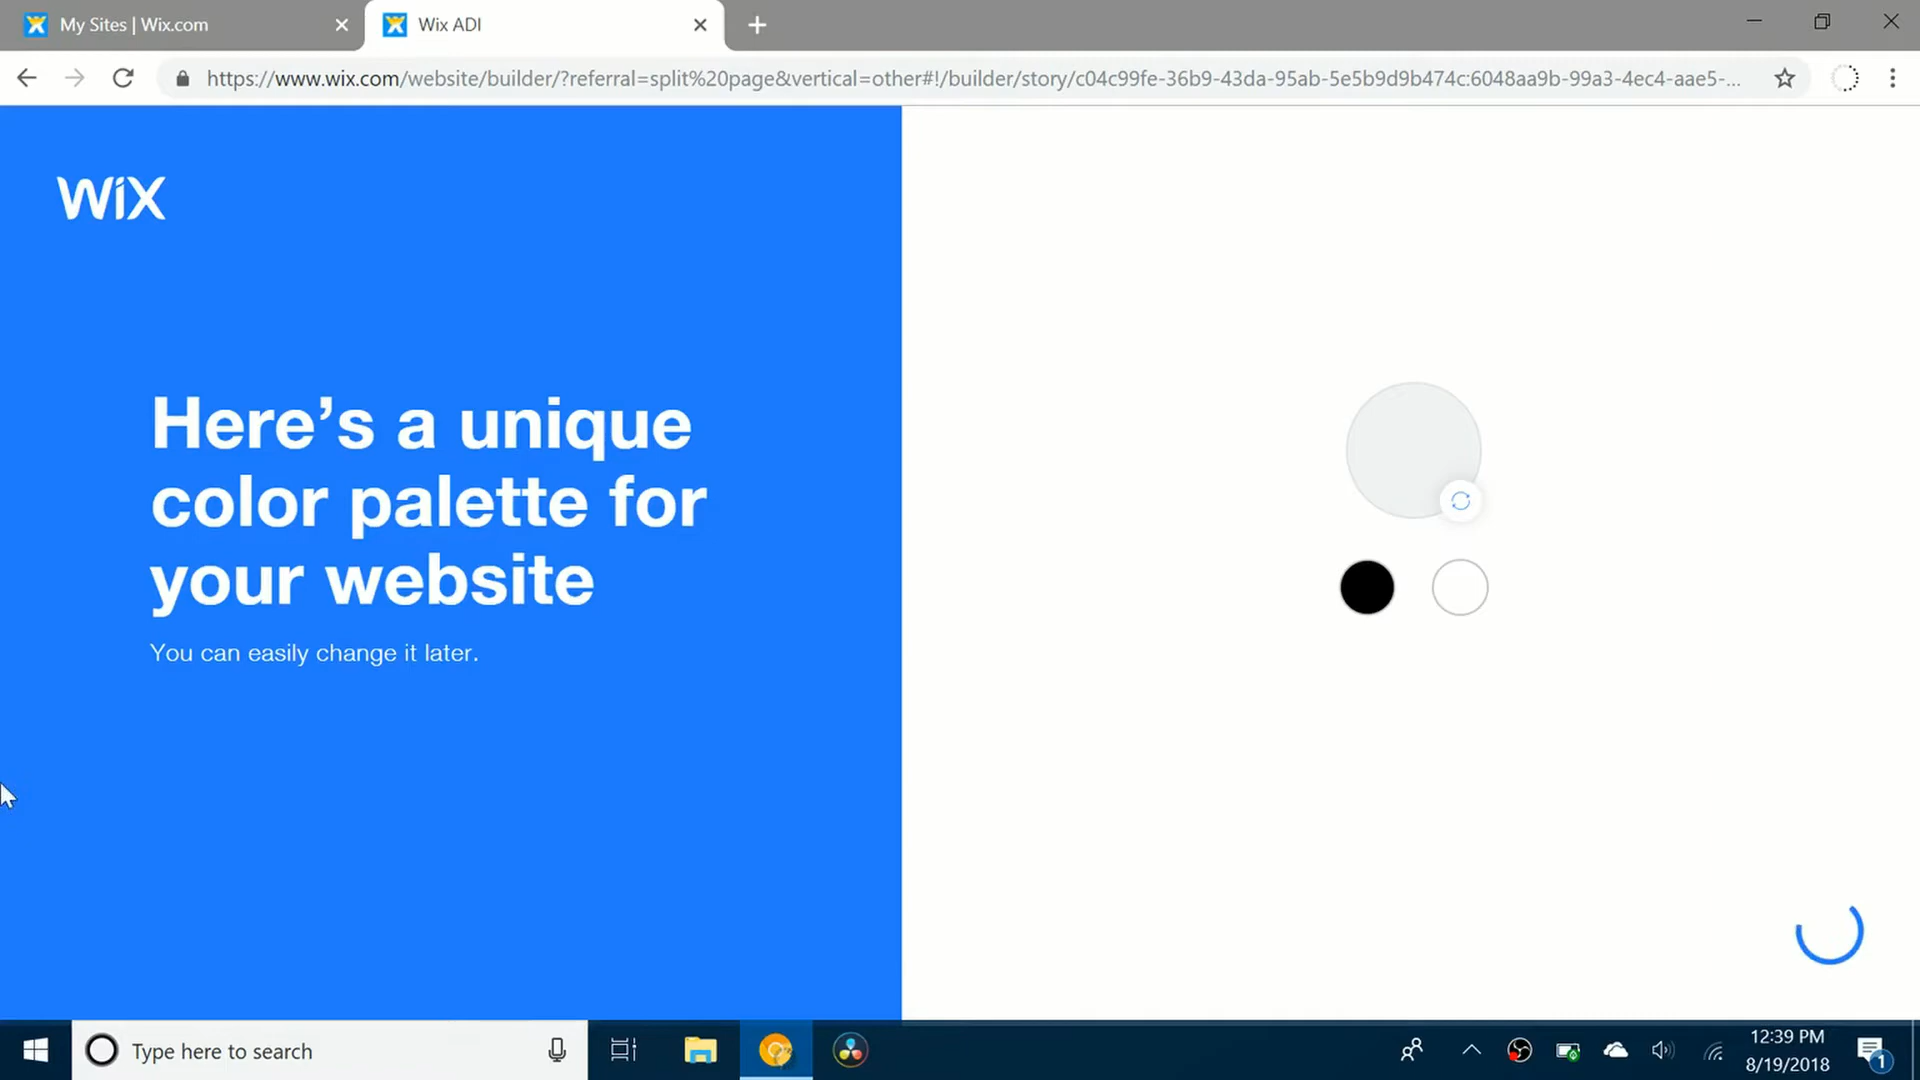 My Sites | Wix.com
Wix ADI
https://www.wix.com/website/builder/?referral=split%20page&vertical=other#!/builder/story/c04c99fe-36b9-43da-95ab-5e5b9d9b474c:6048aa9b-99a3-4ec4-aae5-...
WiX
Here’s a unique
color palette for
your website
You can easily change it later.
Type here to search
12:39 PM
8/19/2018
1